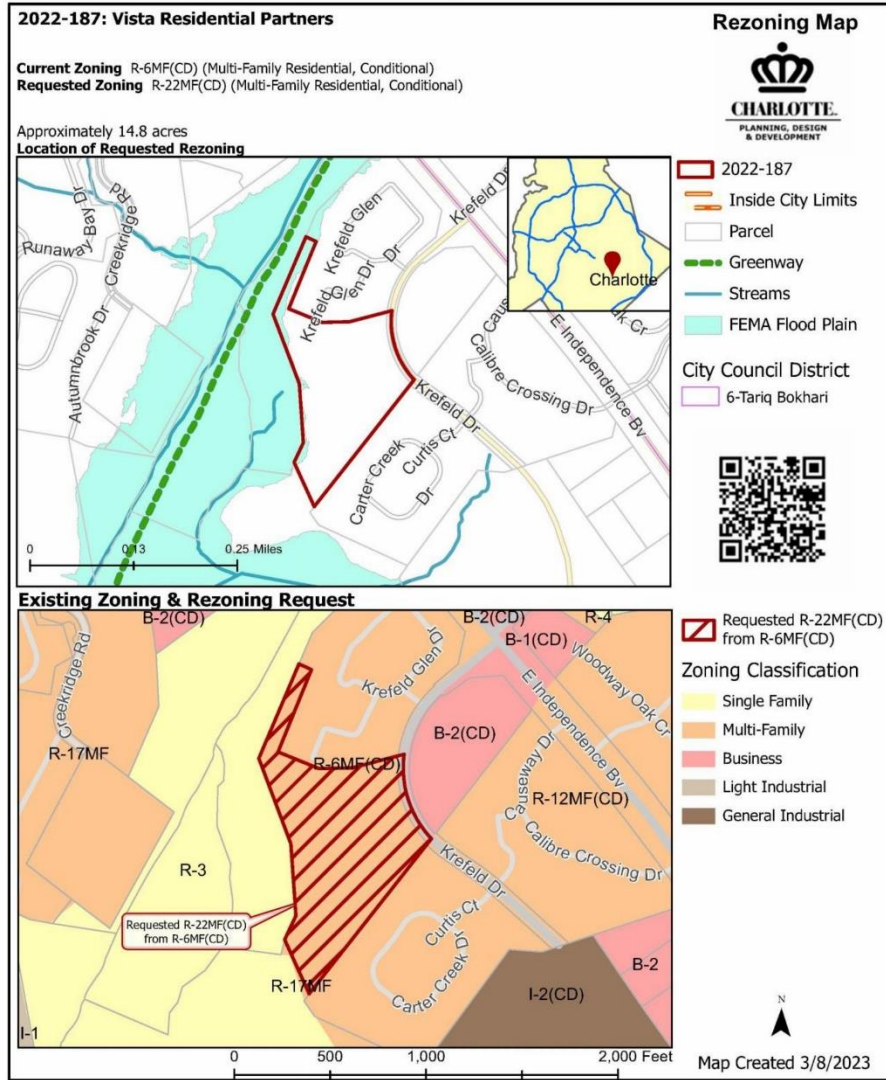 2022-187: Vista Residential Partners
Rezoning Map
Current Zoning R-6MF(CD) (Multi-Family Residential, Conditional)
Requested Zoning R-22MF(CD) (Multi-Family Residential, Conditional)
CHARLOTTE.
PLANNING, DESIGN
& DEVELOPMENT
Approximately 14.8 acres
Location of Requested Rezoning
Runaway Bay Dr
Creekridge Rd
Autumnbrook Dr
Krefeld Glen
Dr
Krefeld
Glen Dr
Krefeld Dr
Charlotte
Calibre Crossing Dr
E Independence Bv
Krefeld Dr
Curtis Ct
Carter Creek
Dr
0 0.13 0.25 Miles
2022-187
Inside City Limits
Parcel
Greenway
Streams
FEMA Flood Plain
City Council District
6-Tariq Bokhari
Existing Zoning & Rezoning Request
B-2(CD)
B-2(CD)
R-4
B-1(CD)
Creekridge Rd
Krefeld Glen Dr
E Independence Bv
Woodway Oak Cr
R-17MF
R-6MF(CD)
B-2(CD)
Causeway Dr
R-12MF(CD)
Calibre Crossing Dr
R-3
Krefeld Dr
Requested R-22MF(CD)
from R-6MF(CD)
Curtis Ct
Carter Creek Dr
R-17MF
B-2
I-2(CD)
I-1
0 500 1,000 2,000 Feet
Requested R-22MF(CD)
from R-6MF(CD)
Zoning Classification
Single Family
Multi-Family
Business
Light Industrial
General Industrial
N
Map Created 3/8/2023